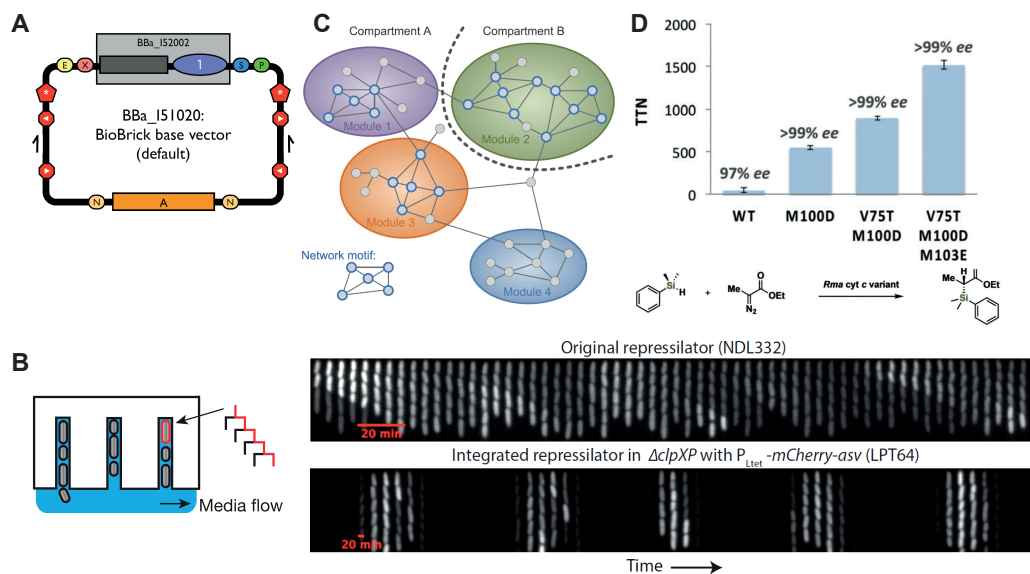 A
BBa_I52002
E
X
1
S
P
*
*
BBa_I51020:
BioBrick base vector
(default)
N
A
N
C
Compartment A
Compartment B
Module 1
Module 2
Module 3
Network motif:
Module 4
D
TTN
2000
1500
1000
500
0
97% ee
>99% ee
>99% ee
>99% ee
WT
M100D
V75T
M100D
V75T
M100D
M103E
Si
H
+
Me
O
OEt
N2
Rma cyt c variant
Me
H
O
OEt
Si
B
Media flow
Original repressilator (NDL332)
20 min
Integrated repressilator in ΔclpXP with PLtet -mCherry-asv (LPT64)
20 min
Time